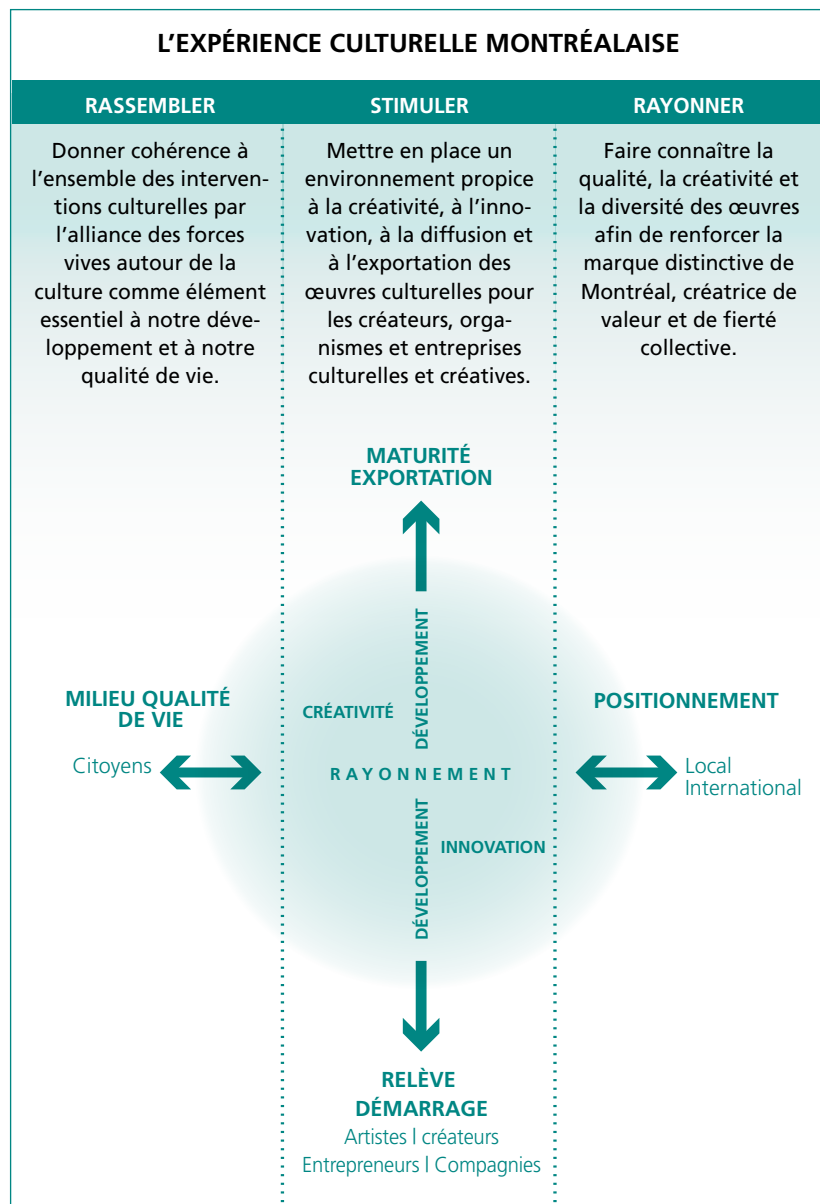 L'EXPÉRIENCE CULTURELLE MONTRÉALAISE
RASSEMBLER
Donner cohérence à
l'ensemble des interven-
tions culturelles par
l'alliance des forces
vives autour de la
culture comme élément
essentiel à notre déve-
loppement et à notre
qualité de vie.
STIMULER
Mettre en place un
environnement propice
à la créativité, à l'inno-
vation, à la diffusion et
à l'exportation des
œuvres culturelles pour
les créateurs, orga-
nismes et entreprises
culturelles et créatives.
RAYONNER
Faire connaître la
qualité, la créativité et
la diversité des œuvres
afin de renforcer la
marque distinctive de
Montréal, créatrice de
valeur et de fierté
collective.
MATURITÉ
EXPORTATION
DÉVELOPPEMENT
MILIEU QUALITÉ
DE VIE
Citoyens
CRÉATIVITÉ
RAYONNEMENT
POSITIONNEMENT
Local
International
DÉVELOPPEMENT
INNOVATION
RELÈVE
DÉMARRAGE
Artistes l créateurs
Entrepreneurs l Compagnies